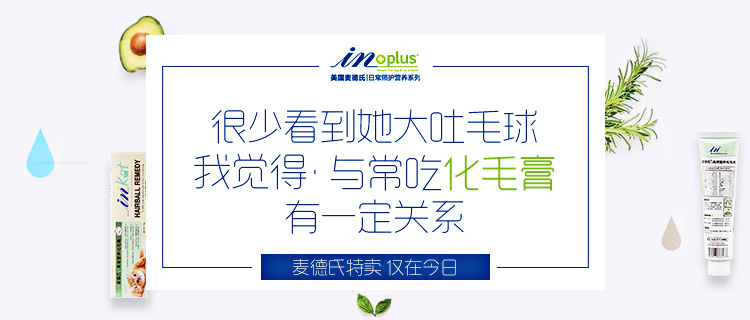 inplus
美国麦德氏|日常照护营养系列
很少看到她大吐毛球
我觉得·与常吃化毛膏
有一定关系
麦德氏特卖 仅在今日
inKat
HAIRBALL REMEDY